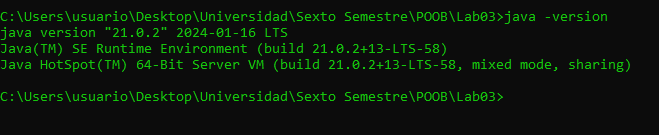 C:\Users\usuario\Desktop\Universidad\Sexto Semestre\POOB\Lab03>java -version
java version "21.0.2" 2024-01-16 LTS
Java(TM) SE Runtime Environment (build 21.0.2+13-LTS-58)
Java HotSpot(TM) 64-Bit Server VM (build 21.0.2+13-LTS-58, mixed mode, sharing)
C:\Users\usuario\Desktop\Universidad\Sexto Semestre\POOB\Lab03>